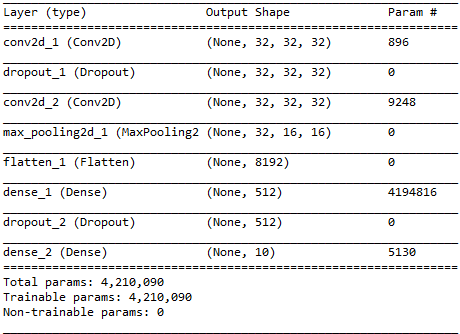 Layer (type) Output Shape Param #
conv2d_1 (Conv2D) (None, 32, 32, 32) 896
dropout_1 (Dropout) (None, 32, 32, 32) 0
conv2d_2 (Conv2D) (None, 32, 32, 32) 9248
max_pooling2d_1 (MaxPooling2 (None, 32, 16, 16) 0
flatten_1 (Flatten) (None, 8192) 0
dense_1 (Dense) (None, 512) 4194816
dropout_2 (Dropout) (None, 512) 0
dense_2 (Dense) (None, 10) 5130
Total params: 4,210,090
Trainable params: 4,210,090
Non-trainable params: 0